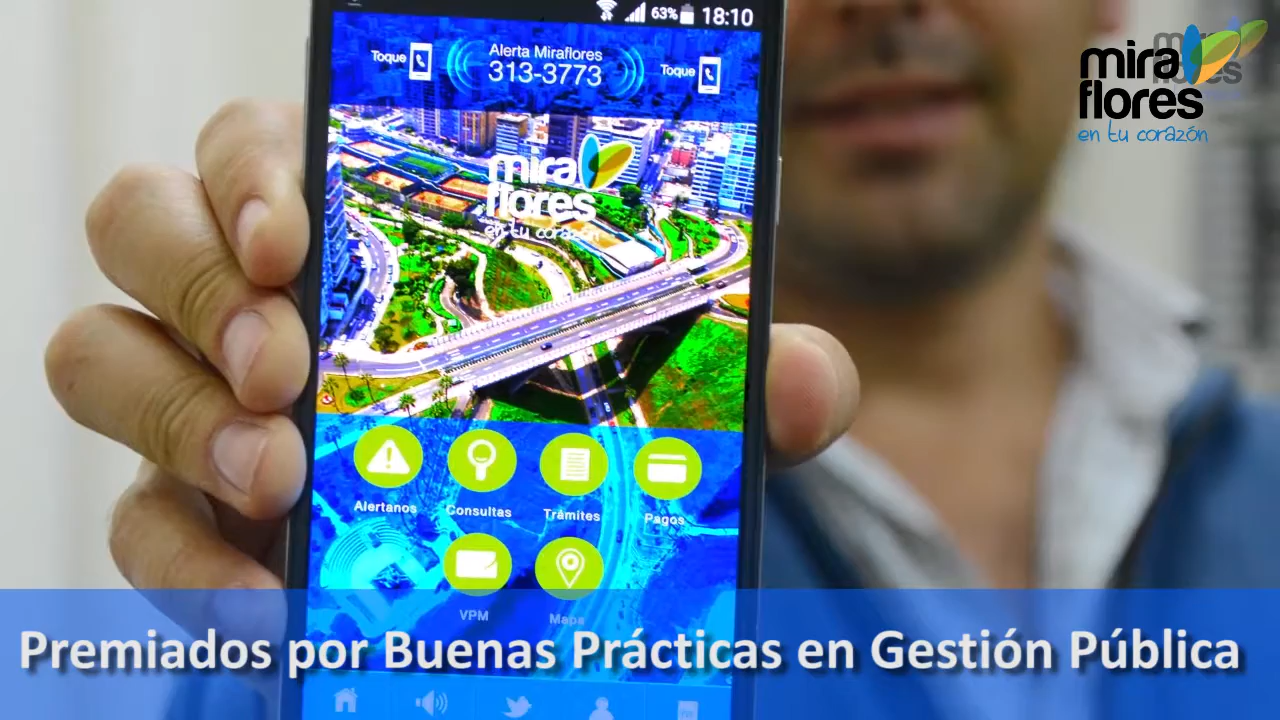 63% 18:10
Toque
Alerta Miraflores
313-3773
Toque
mira
flores
en tu corazón
mira
flores
en tu corazón
Alertanos
Consultas
Tràmites
Pagos
VPM
Mapa
Premiados por Buenas Prácticas en Gestión Pública